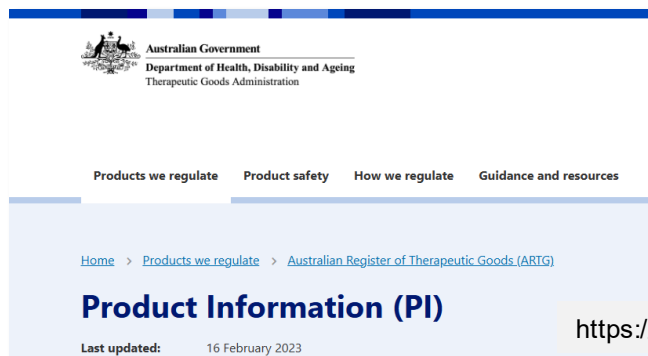 Australian Government
Department of Health, Disability and Ageing
Therapeutic Goods Administration
Products we regulate Product safety How we regulate Guidance and resources
Home > Products we regulate > Australian Register of Therapeutic Goods (ARTG)
Product Information (PI)
https:/
Last updated: 16 February 2023